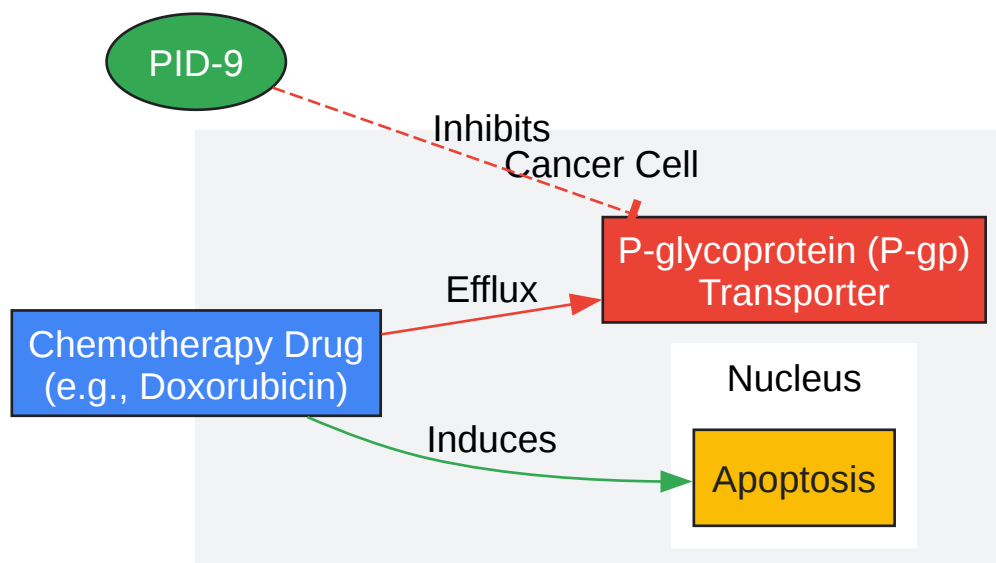 PID-9
Inhibits
Cancer Cell
P-glycoprotein (P-gp)
Transporter
Efflux
Chemotherapy Drug
(e.g., Doxorubicin)
Nucleus
Induces
Apoptosis